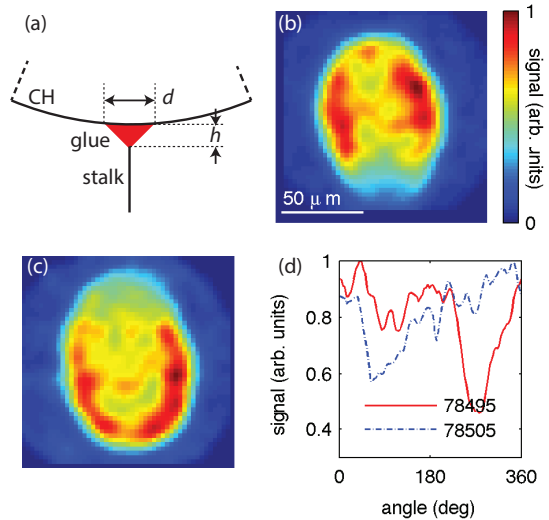 (a)
CH
d
glue
h
stalk
(b)
50 μ m
1
0
signal (arb. units)
(c)
(d)
signal (arb. units)
1
0.8
0.6
0.4
78495
78505
0
180
360
angle (deg)